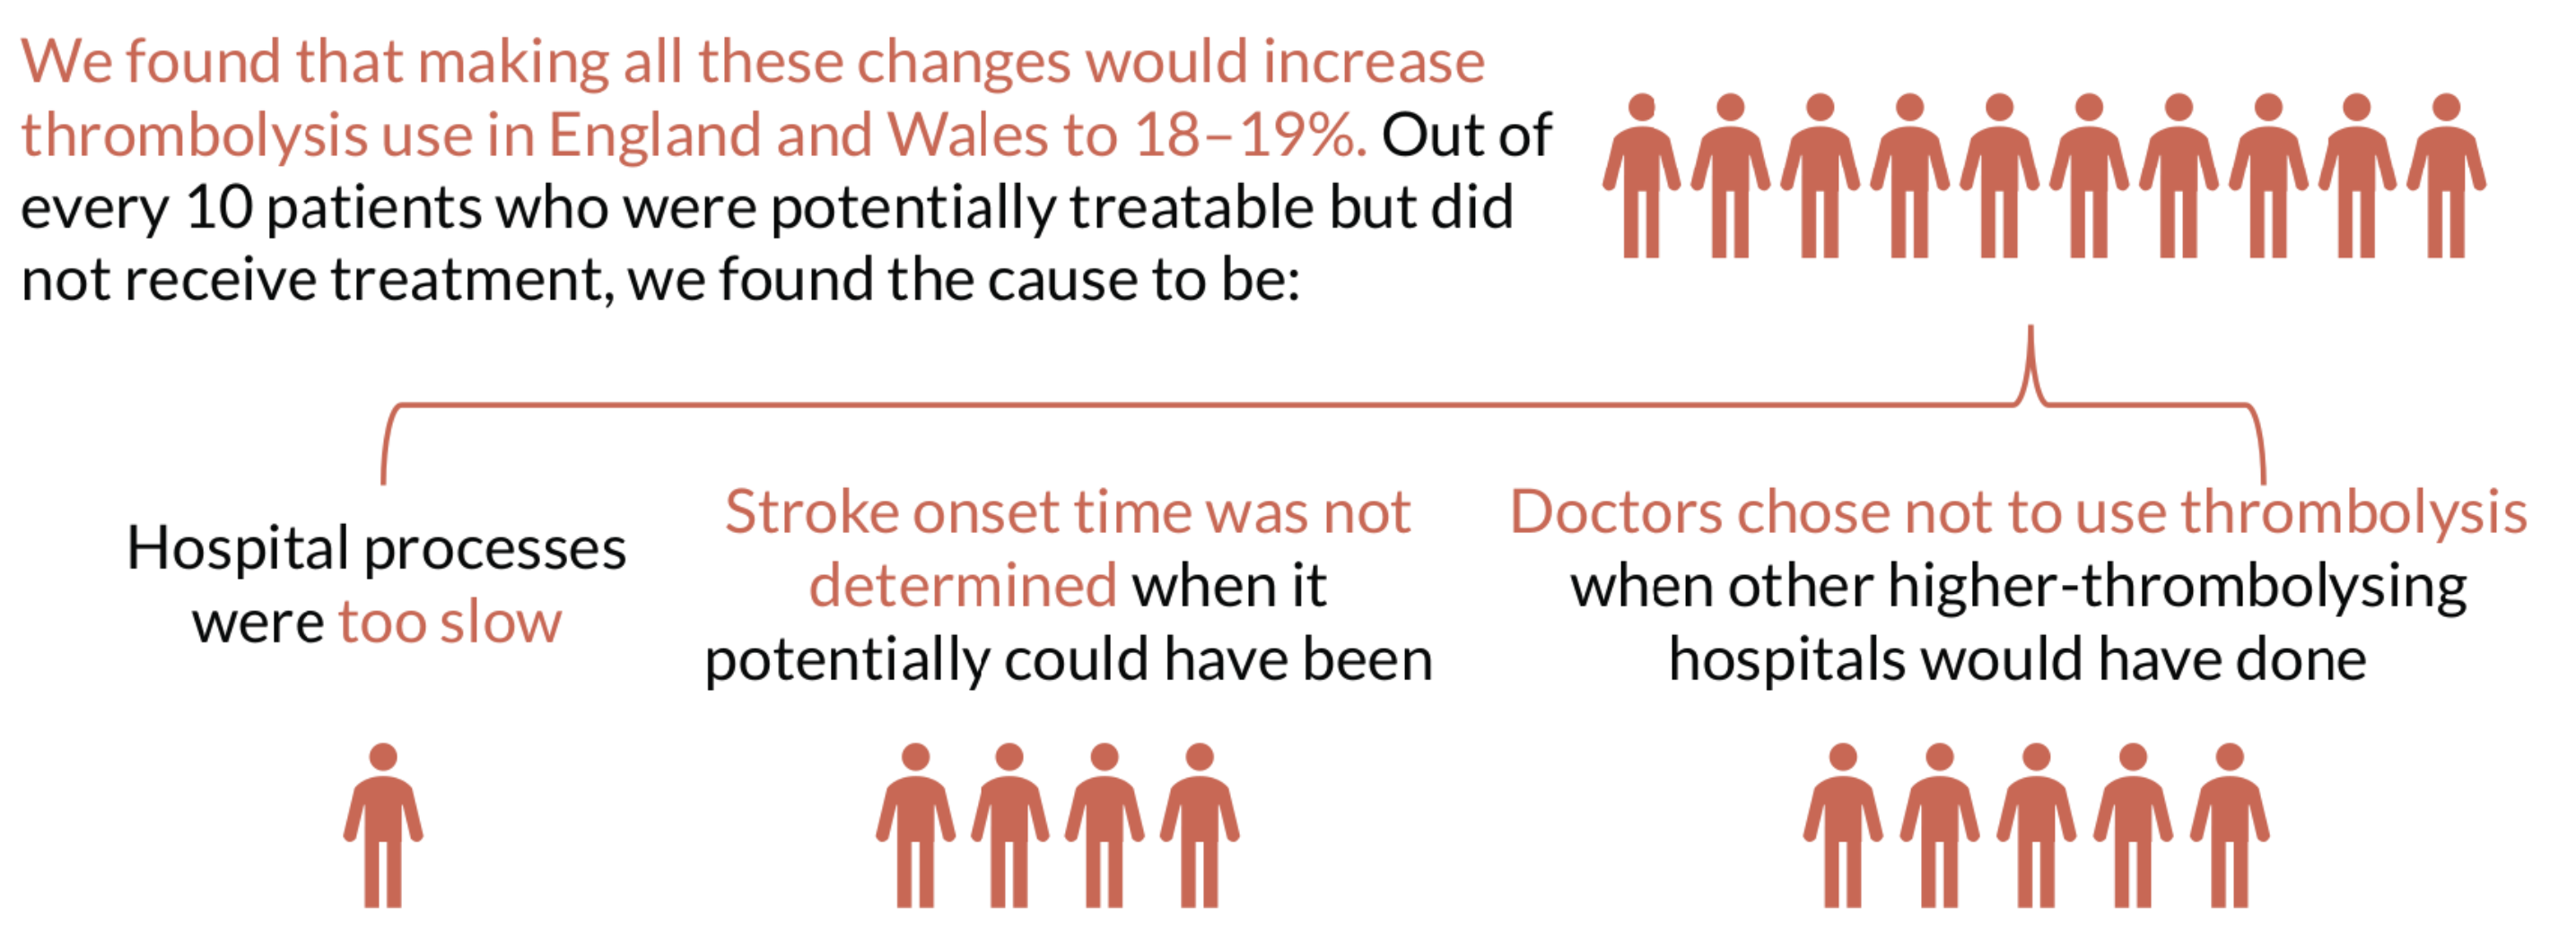 We found that making all these changes would increase
thrombolysis use in England and Wales to 18–19%. Out of
every 10 patients who were potentially treatable but did
not receive treatment, we found the cause to be:
Hospital processes
were too slow
Stroke onset time was not
determined when it
potentially could have been
Doctors chose not to use thrombolysis
when other higher-thrombolysing
hospitals would have done